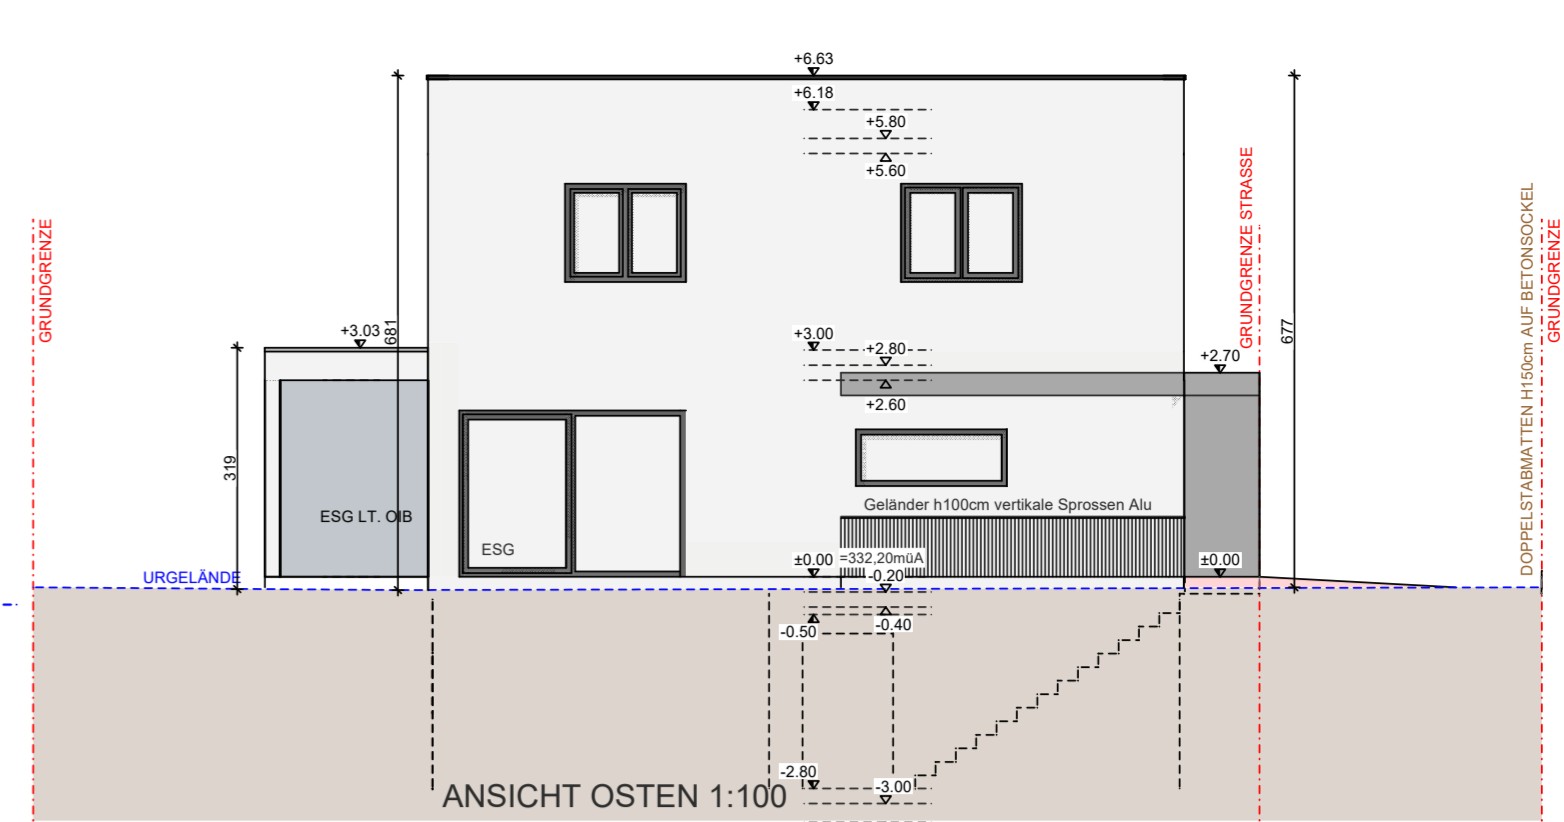 +6.63
+6.18
+5.80
+5.60
GRUNDGRENZE
GRUNDGRENZE STRASSE
DOPPELSTABMATTEN H150cm AUF BETONSOCKEL
GRUNDGRENZE
+3.03
681
677
+3.00
+2.80
+2.70
+2.60
319
Geländer h100cm vertikale Sprossen Alu
ESG LT. OIB
ESG
±0.00
=332,20müA
±0.00
URGELÄNDE
-0.20
-0.50
-0.40
-2.80
-3.00
ANSICHT OSTEN 1:100